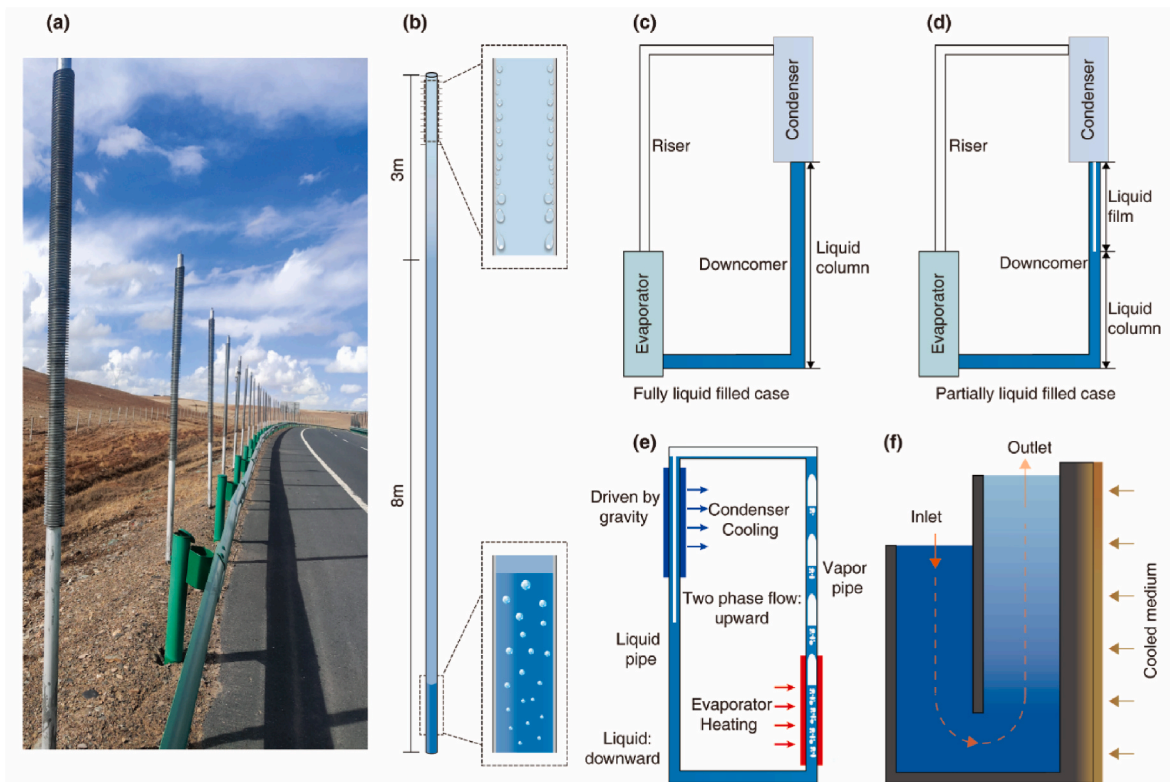 (a)
(b)
3m
8m
(c)
Condenser
Riser
Evaporator
Downcomer
Liquid
column
Fully liquid filled case
(d)
Condenser
Riser
Evaporator
Downcomer
Liquid
film
Liquid
column
Partially liquid filled case
(e)
Driven by
gravity
Condenser
Cooling
Two phase flow:
upward
Vapor
pipe
Liquid
pipe
Evaporator
Heating
Liquid:
downward
(f)
Outlet
Inlet
Cooled medium